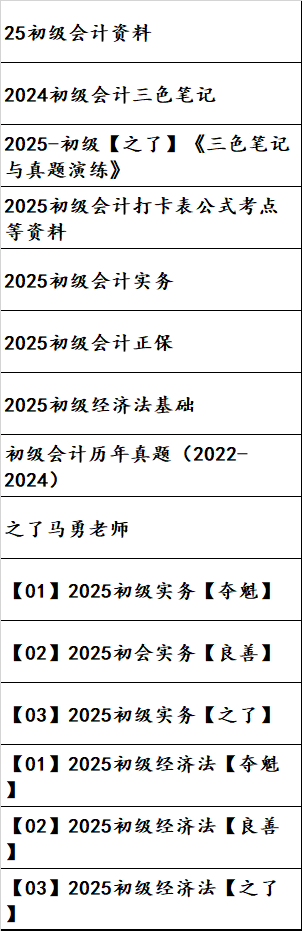 25初级会计资料
2024初级会计三色笔记
2025-初级【之了】《三色笔记
与真题演练》
2025初级会计打卡表公式考点
等资料
2025初级会计实务
2025初级会计正保
2025初级经济法基础
初级会计历年真题（2022-
2024）
之了马勇老师
【01】2025初级实务【夺魁】
【02】2025初会实务【良善】
【03】2025初级实务【之了】
【01】2025初级经济法【夺魁
】
【02】2025初级经济法【良善
】
【03】2025初级经济法【之了
】